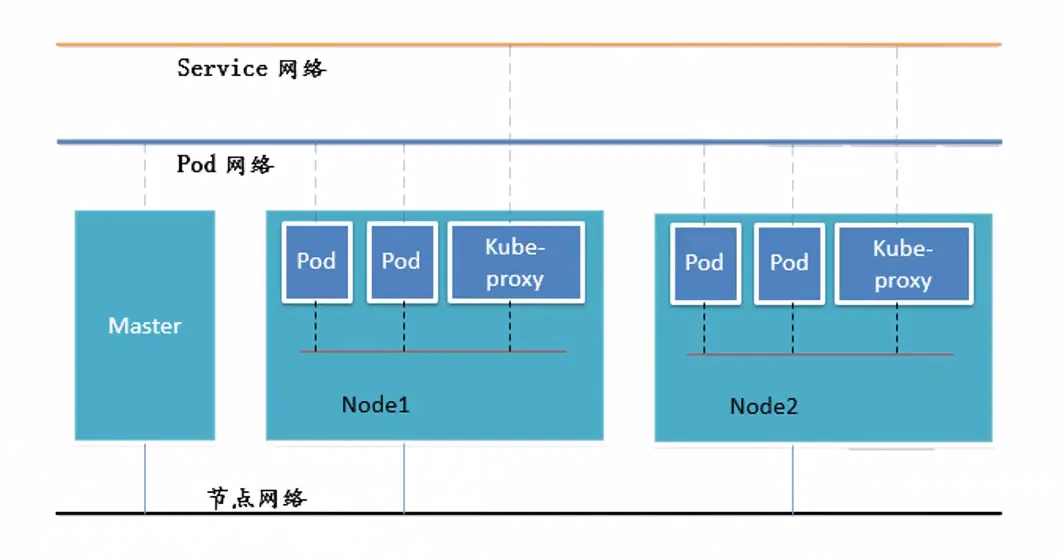 Service 网络
Pod 网络
Master
Pod
Pod
Kube-
proxy
Node1
Pod
Pod
Kube-
proxy
Node2
节点网络